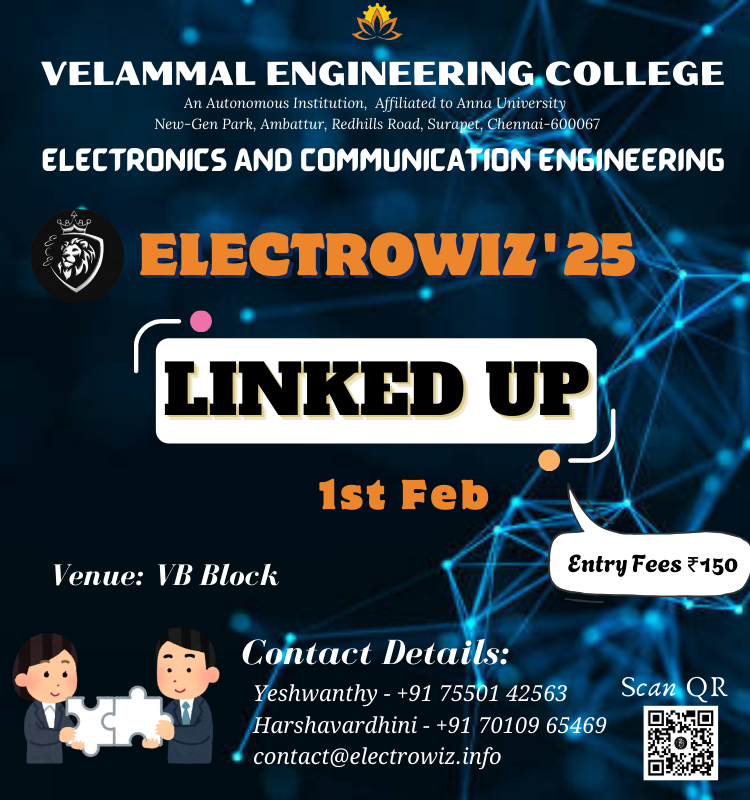 VELAMMAL ENGINEERING COLLEGE
An Autonomous Institution, Affiliated to Anna University
New-Gen Park, Ambattur, Redhills Road, Surapet, Chennai-600067
ELECTRONICS AND COMMUNICATION ENGINEERING
ELECTROWIZ'25
LINKED UP
1st Feb
Entry Fees ₹150
Venue: VB Block
Contact Details:
Yeshwanthy - +91 75501 42563
Harshavardhini - +91 70109 65469
contact@electrowiz.info
Scan QR